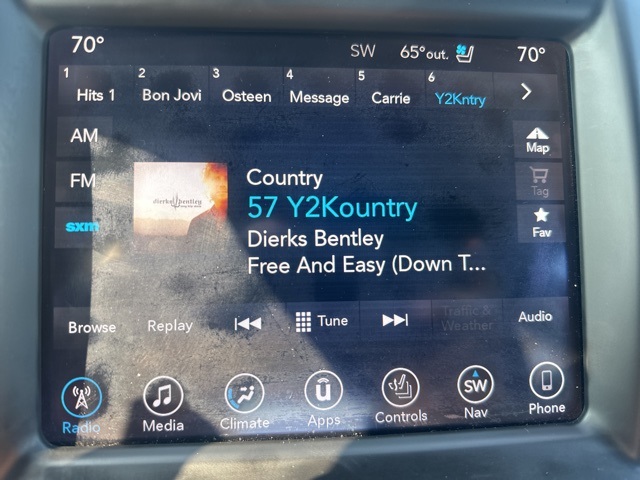 70° SW 65°out. 70°
1 2 3 4 5 6
Hits 1 Bon Jovi Osteen Message Carrie Y2Kntry
AM
Map
FM
Country
Tag
57 Y2Kountry
sxm
Fav
dierks bentley
Dierks Bentley
Free And Easy (Down T...
Browse Replay Tune Traffic & Weather Audio
SW
Radio Media Climate Apps Controls Nav Phone